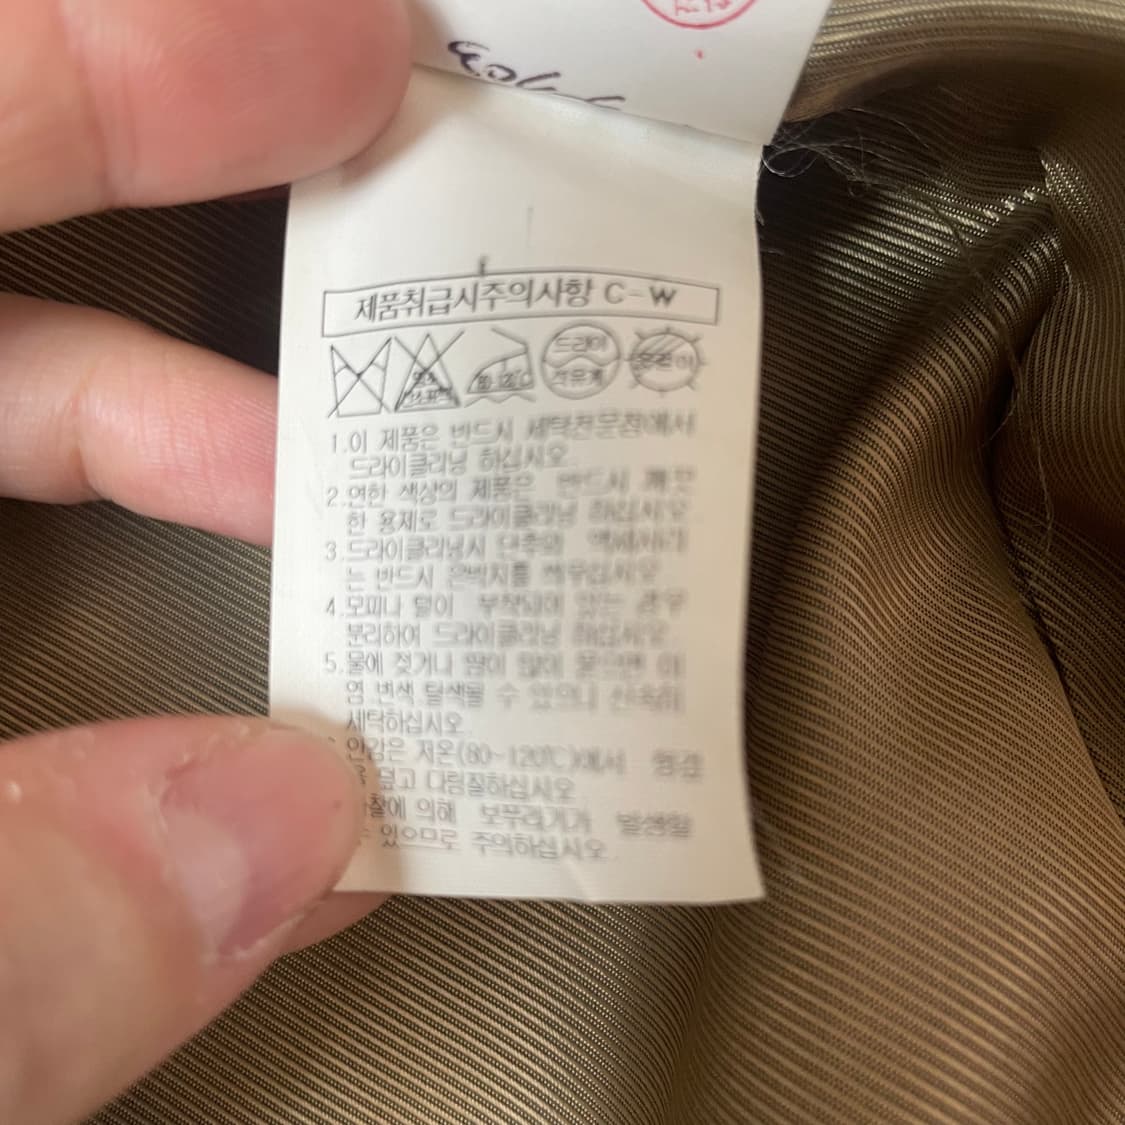 제품취급시주의사항 C-W
드라이
석유계
80~120℃
1.이 제품은 반드시 세탁전문점에서
드라이클리닝 하십시오.
2.연한 색상의 제품은 반드시 깨끗
한 용제로 드라이클리닝 하십시오.
3.드라이클리닝시 단추와 액세서리
는 반드시 은박지를 씌우십시오.
4.모피나 털이 부착되어 있는 경우
분리하여 드라이클리닝 하십시오.
5.물에 젖거나 땀이 많이 묻으면 이
염 변색.탈색될 수 있으니 신속히
세탁하십시오.
안감은 저온(80~120℃)에서 헝겊
덮고 다림질하십시오.
찰에 의해 보푸라기가 발생할
수 있으므로 주의하십시오.